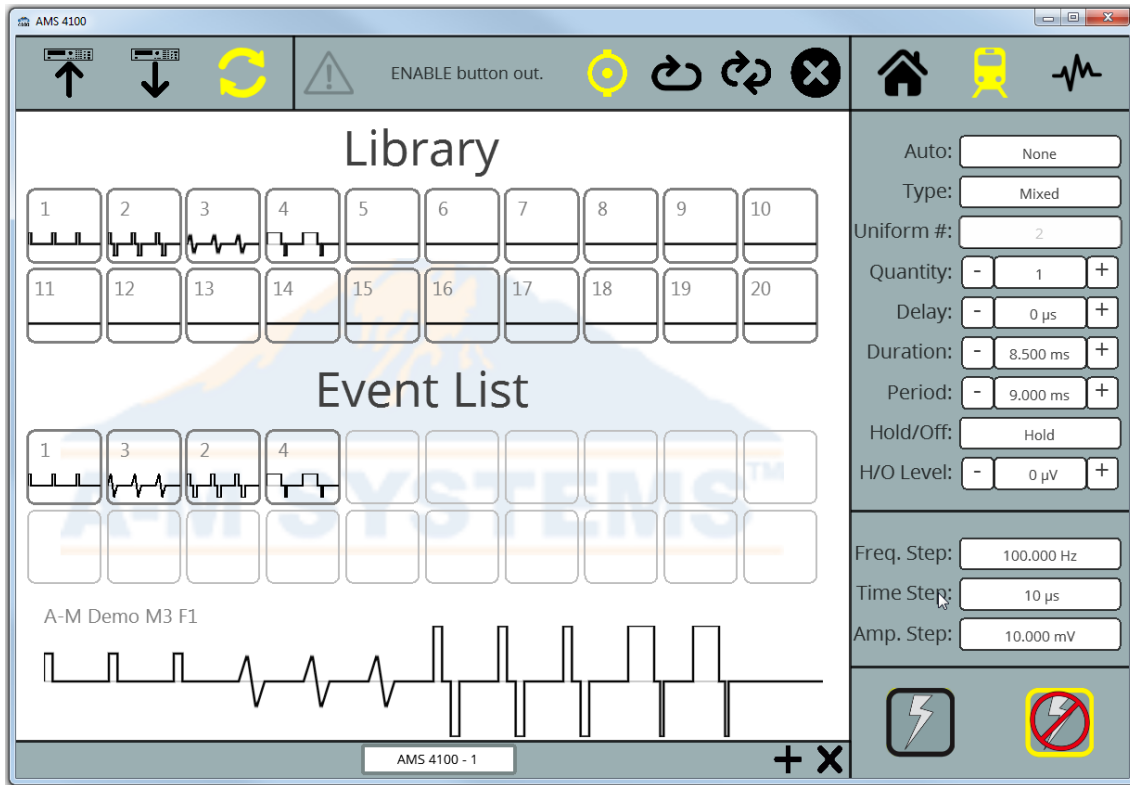 AMS 4100
ENABLE button out.
Library
1 2 3 4 5 6 7 8 9 10
11 12 13 14 15 16 17 18 19 20
Event List
1 3 2 4
A-M SYSTEMS™
A-M Demo M3 F1
AMS 4100 - 1
Auto: None
Type: Mixed
Uniform #: 2
Quantity: - 1 +
Delay: - 0 µs +
Duration: - 8.500 ms +
Period: - 9.000 ms +
Hold/Off: Hold
H/O Level: - 0 µV +
Freq. Step: 100.000 Hz
Time Step: 10 µs
Amp. Step: 10.000 mV